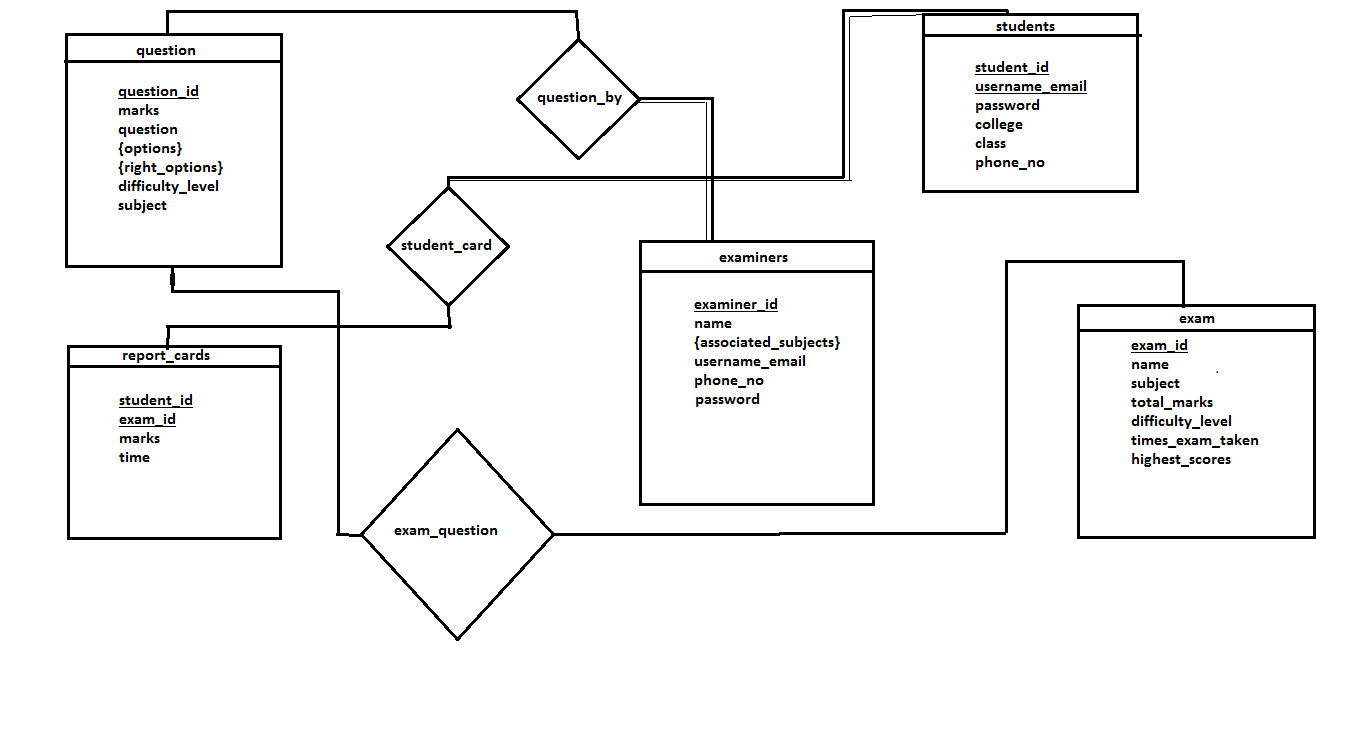 question
question_id
marks
question
{options}
{right_options}
difficulty_level
subject
question_by
students
student_id
username_email
password
college
class
phone_no
student_card
examiners
examiner_id
name
{associated_subjects}
username_email
phone_no
password
exam
exam_id
name
subject
total_marks
difficulty_level
times_exam_taken
highest_scores
report_cards
student_id
exam_id
marks
time
exam_question